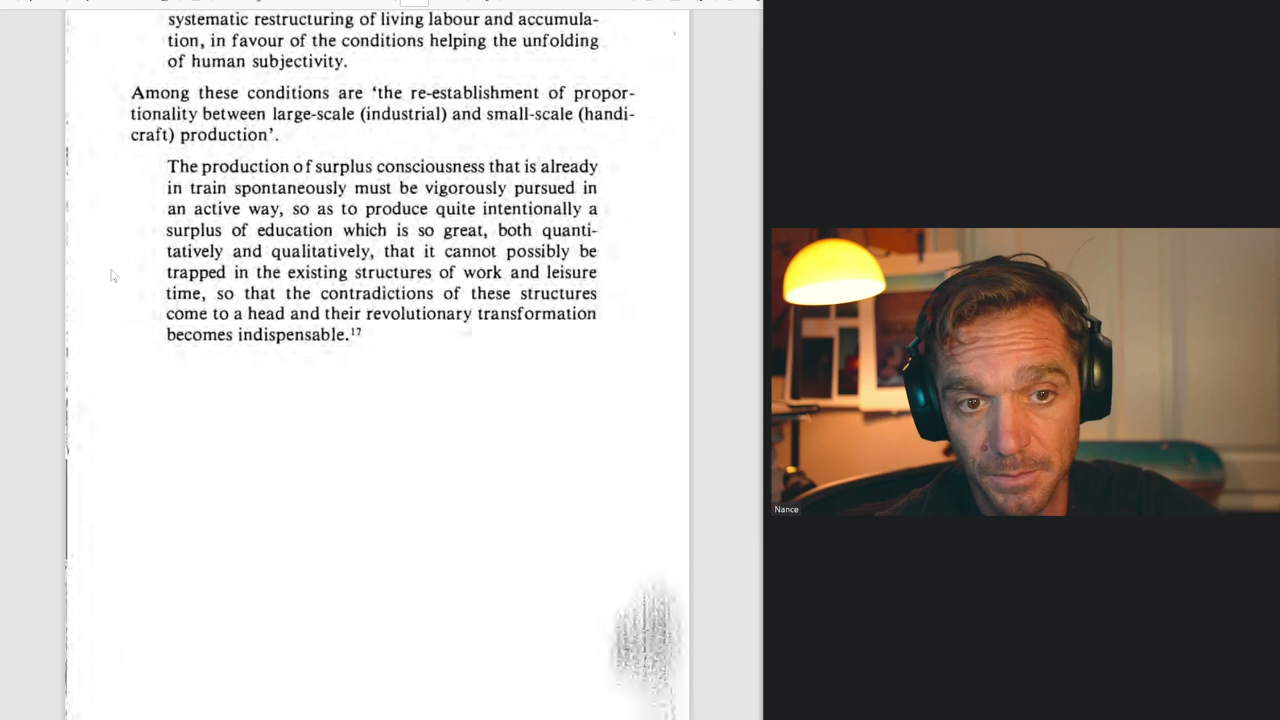 systematic restructuring of living labour and accumula-
tion, in favour of the conditions helping the unfolding
of human subjectivity.
Among these conditions are ‘the re-establishment of propor-
tionality between large-scale (industrial) and small-scale (handi-
craft) production’.
The production of surplus consciousness that is already
in train spontaneously must be vigorously pursued in
an active way, so as to produce quite intentionally a
surplus of education which is so great, both quanti-
tatively and qualitatively, that it cannot possibly be
trapped in the existing structures of work and leisure
time, so that the contradictions of these structures
come to a head and their revolutionary transformation
becomes indispensable.¹⁷
Nance